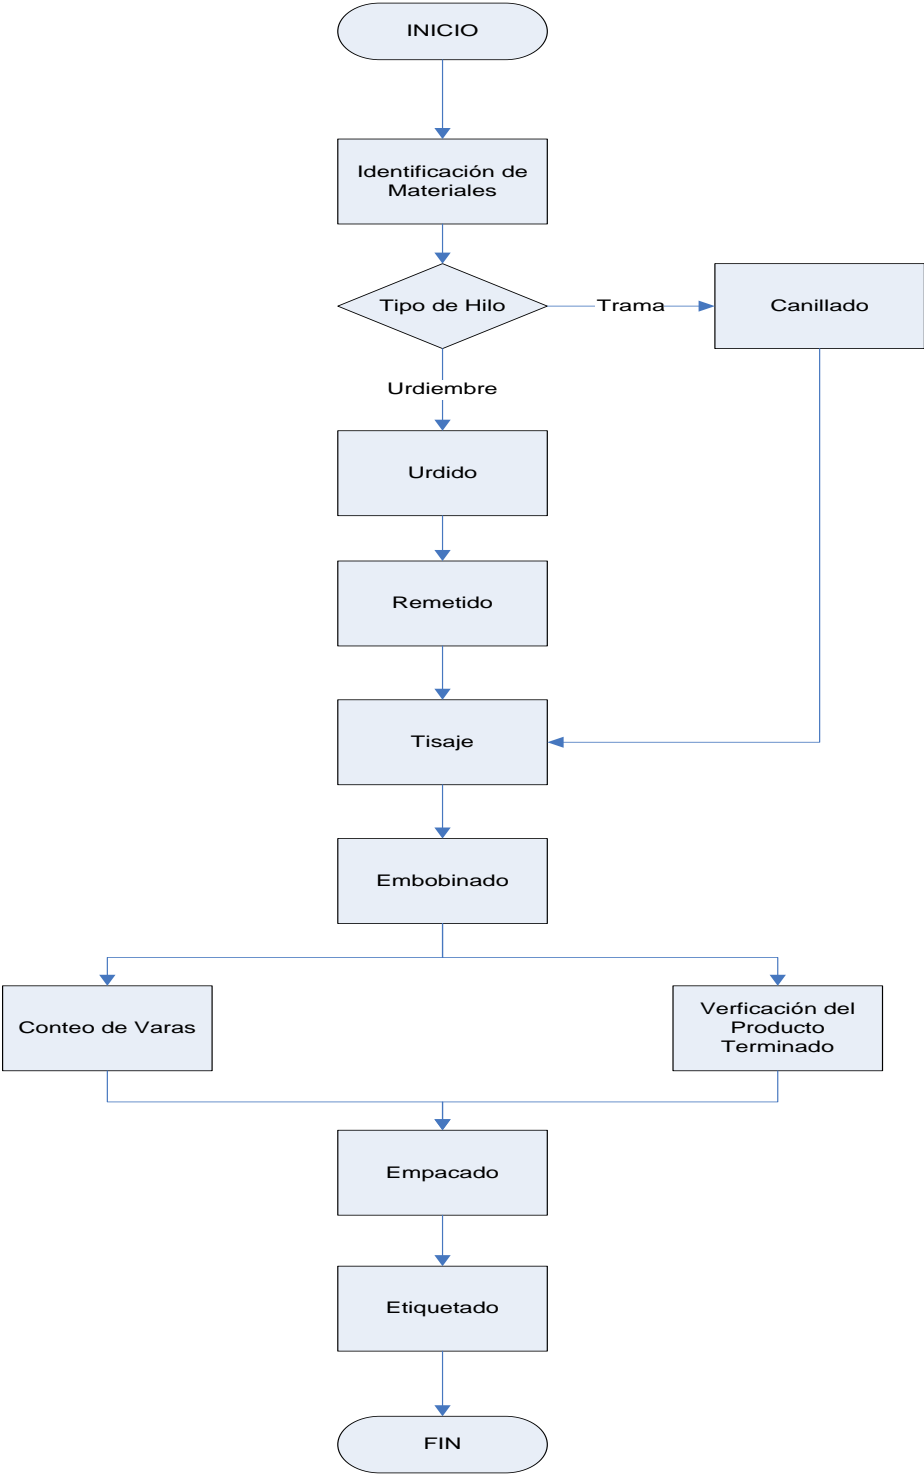 INICIO
Identificación de
Materiales
Tipo de Hilo
Trama
Canillado
Urdiembre
Urdido
Remetido
Tisaje
Embobinado
Conteo de Varas
Verficación del
Producto
Terminado
Empacado
Etiquetado
FIN